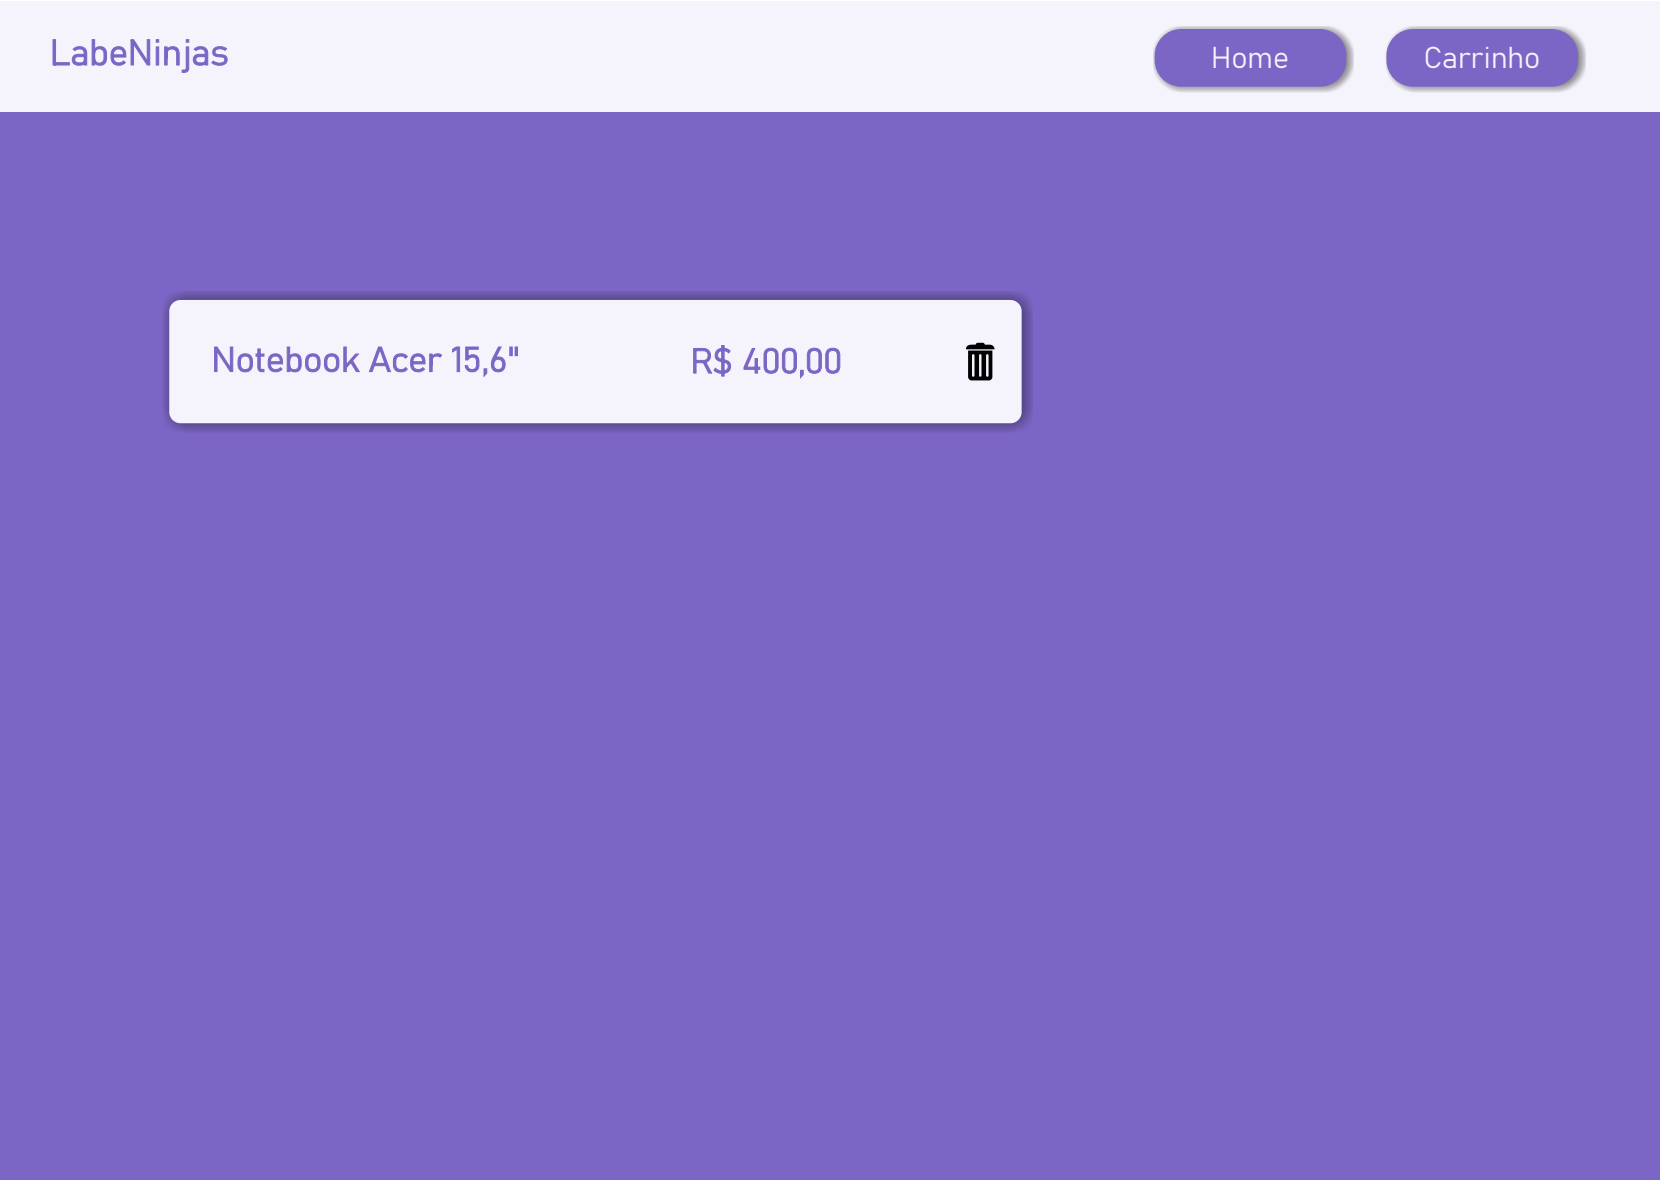 LabeNinjas
Home
Carrinho
Notebook Acer 15,6"
R$ 400,00